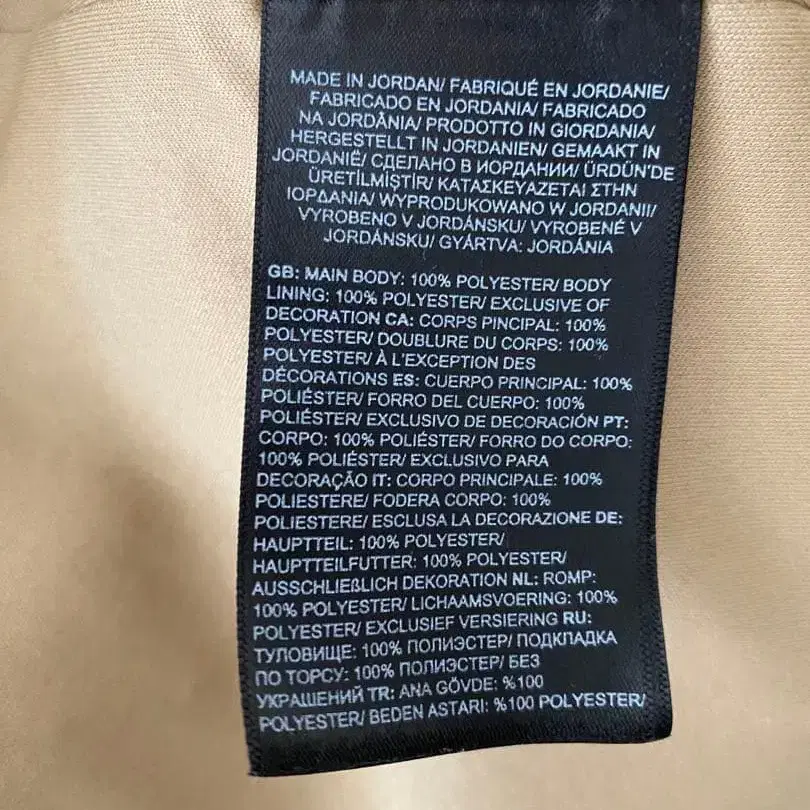 MADE IN JORDAN/ FABRIQUÉ EN JORDANIE/
FABRICADO EN JORDANIA/ FABRICADO
NA JORDÂNIA/ PRODOTTO IN GIORDANIA/
HERGESTELLT IN JORDANIEN/ GEMAAKT IN
JORDANIË/ СДЕЛАНО В ИОРДАНИИ/ ÜRDÜN'DE
ÜRETİLMİŞTİR/ ΚΑΤΑΣΚΕΥΑΖΕΤΑΙ ΣΤΗΝ
ΙΟΡΔΑΝΙΑ/ WYPRODUKOWANO W JORDANII/
VYROBENO V JORDÁNSKU/ VYROBENÉ V
JORDÁNSKU/ GYÁRTVA: JORDÁNIA
GB: MAIN BODY: 100% POLYESTER/ BODY
LINING: 100% POLYESTER/ EXCLUSIVE OF
DECORATION CA: CORPS PINCIPAL: 100%
POLYESTER/ DOUBLURE DU CORPS: 100%
POLYESTER/ À L'EXCEPTION DES
DÉCORATIONS ES: CUERPO PRINCIPAL: 100%
POLIÉSTER/ FORRO DEL CUERPO: 100%
POLIÉSTER/ EXCLUSIVO DE DECORACIÓN PT:
CORPO: 100% POLIÉSTER/ FORRO DO CORPO:
100% POLIÉSTER/ EXCLUSIVO PARA
DECORAÇÃO IT: CORPO PRINCIPALE: 100%
POLIESTERE/ FODERA CORPO: 100%
POLIESTERE/ ESCLUSA LA DECORAZIONE DE:
HAUPTTEIL: 100% POLYESTER/
HAUPTTEILFUTTER: 100% POLYESTER/
AUSSCHLIEßLICH DEKORATION NL: ROMP:
100% POLYESTER/ LICHAAMSVOERING: 100%
POLYESTER/ EXCLUSIEF VERSIERING RU:
ТУЛОВИЩЕ: 100% ПОЛИЭСТЕР/ ПОДКЛАДКА
ПО ТОРСУ: 100% ПОЛИЭСТЕР/ БЕЗ
УКРАШЕНИЙ TR: ANA GÖVDE: %100
POLYESTER/ BEDEN ASTARI: %100 POLYESTER/